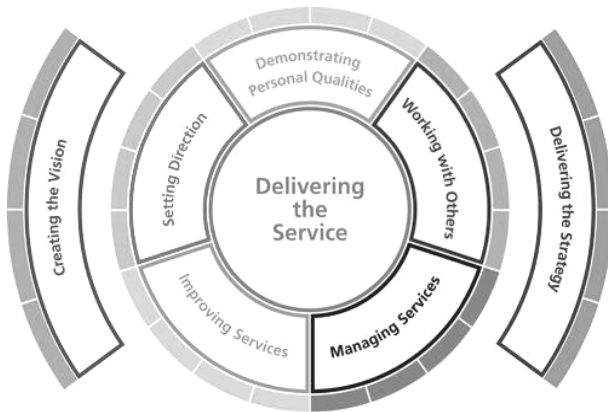 Demonstrating
Personal Qualities
Working with Others
Managing Services
Improving Services
Setting Direction
Delivering
the
Service
Creating the Vision
Delivering the Strategy